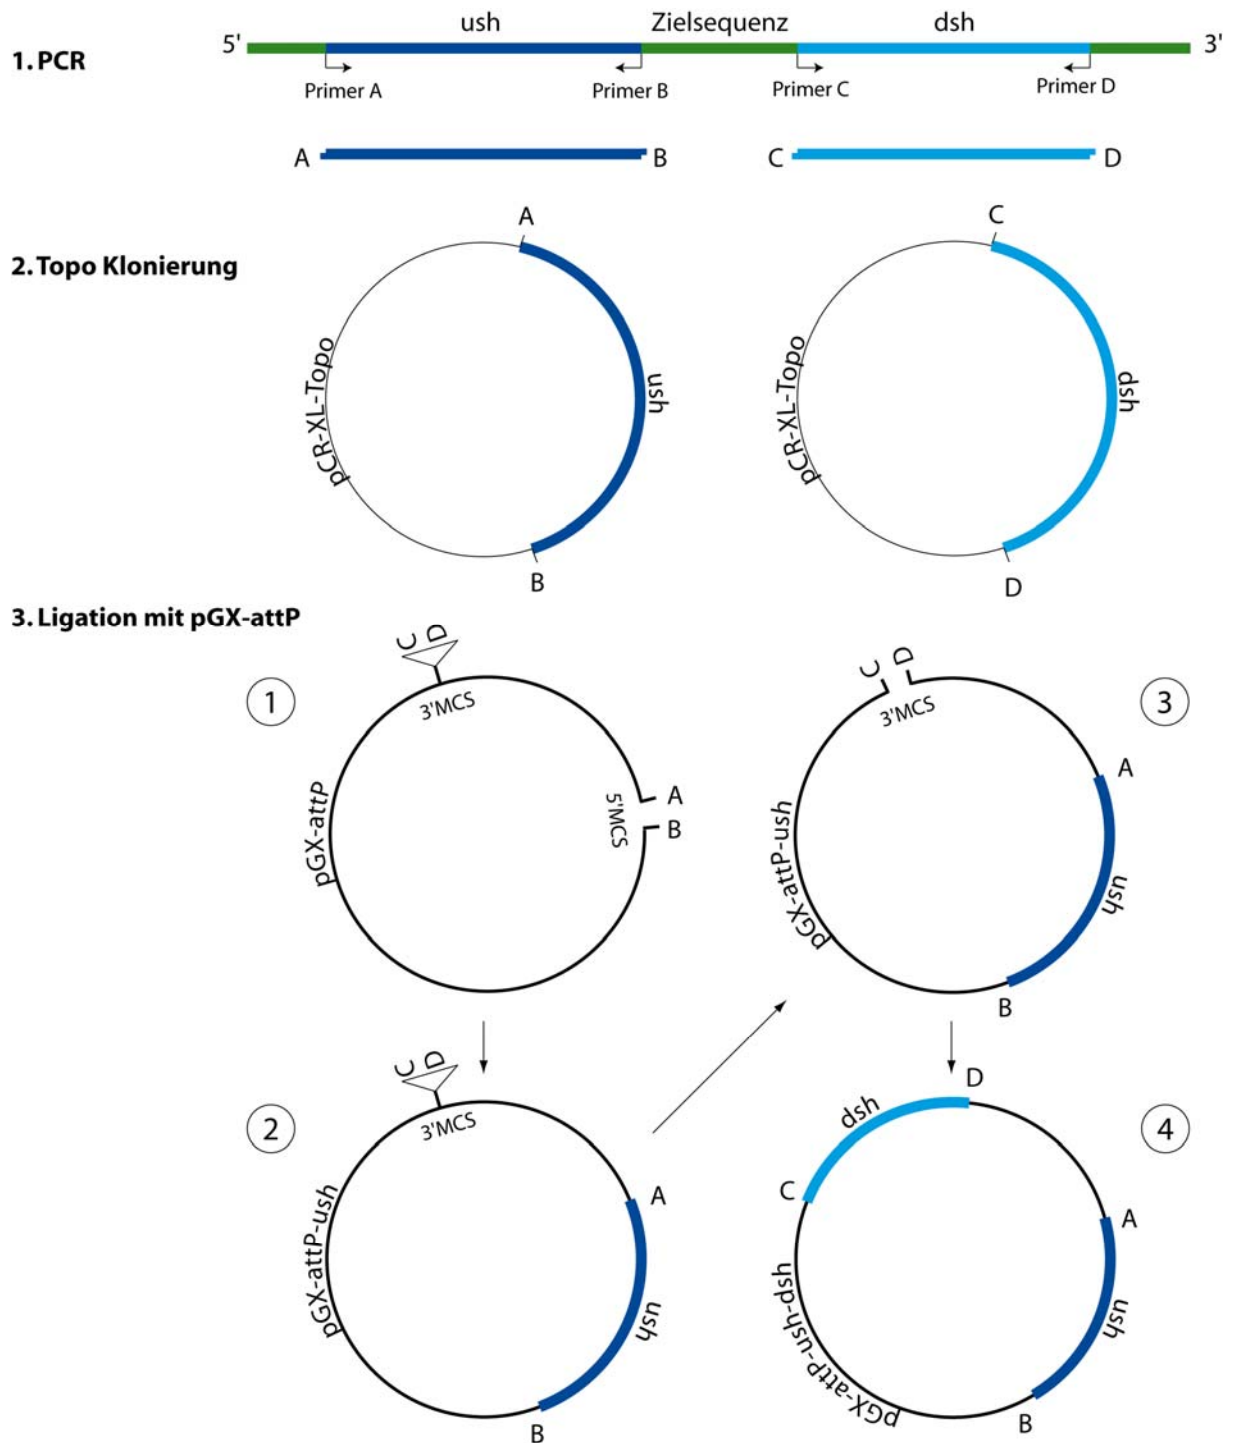 ush Zielsequenz dsh
5' 3'
1. PCR
Primer A Primer B Primer C Primer D
A B C D
A C
2. Topo Klonierung
pCR-XL-Topo ush pCR-XL-Topo dsh
B D
3. Ligation mit pGX-attP
C D C D
1 3'MCS 3'MCS 3
A
5'MCS A
B
pGX-attP pGX-attP-ush ush
B
C D D
2 3'MCS dsh 4
A C A
pGX-attP-ush ush pGX-attP-ush-dsh ush
B B